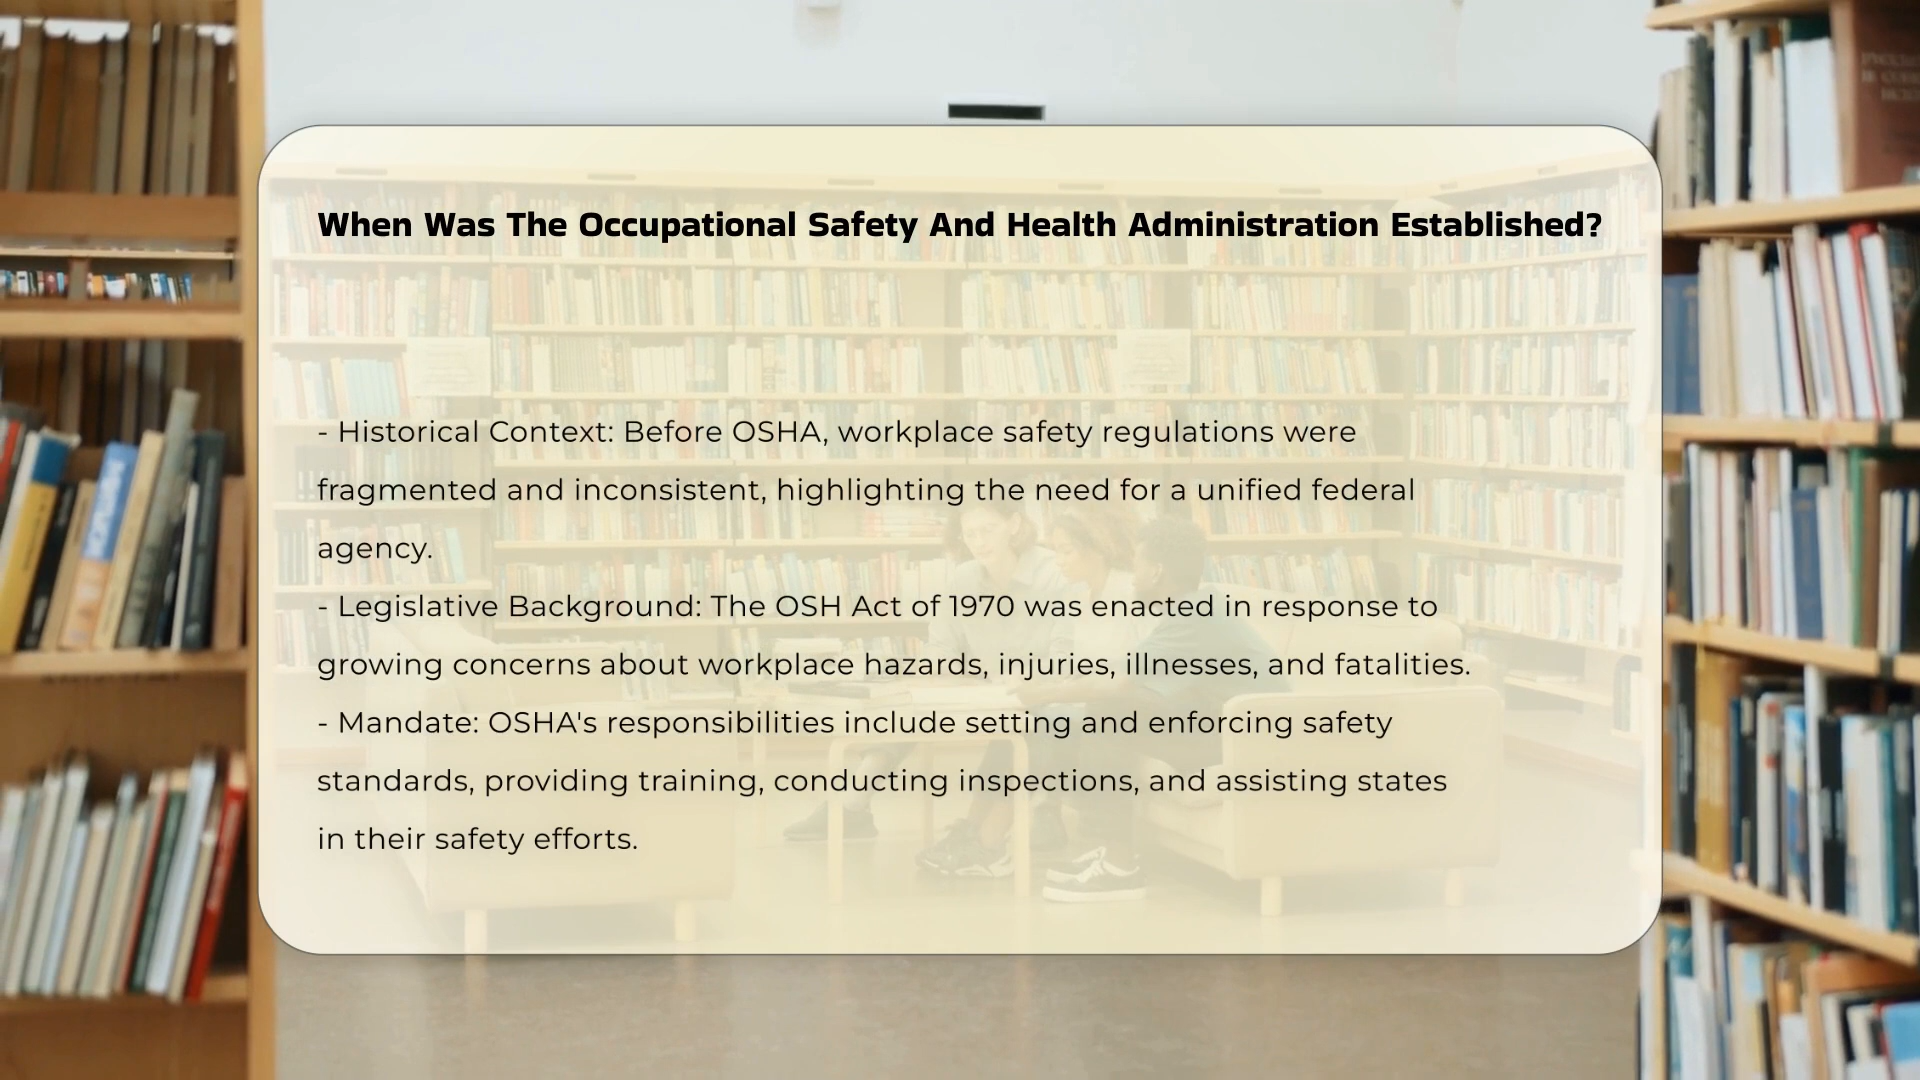 When Was The Occupational Safety And Health Administration Established?
- Historical Context: Before OSHA, workplace safety regulations were
fragmented and inconsistent, highlighting the need for a unified federal
agency.
- Legislative Background: The OSH Act of 1970 was enacted in response to
growing concerns about workplace hazards, injuries, illnesses, and fatalities.
- Mandate: OSHA's responsibilities include setting and enforcing safety
standards, providing training, conducting inspections, and assisting states
in their safety efforts.